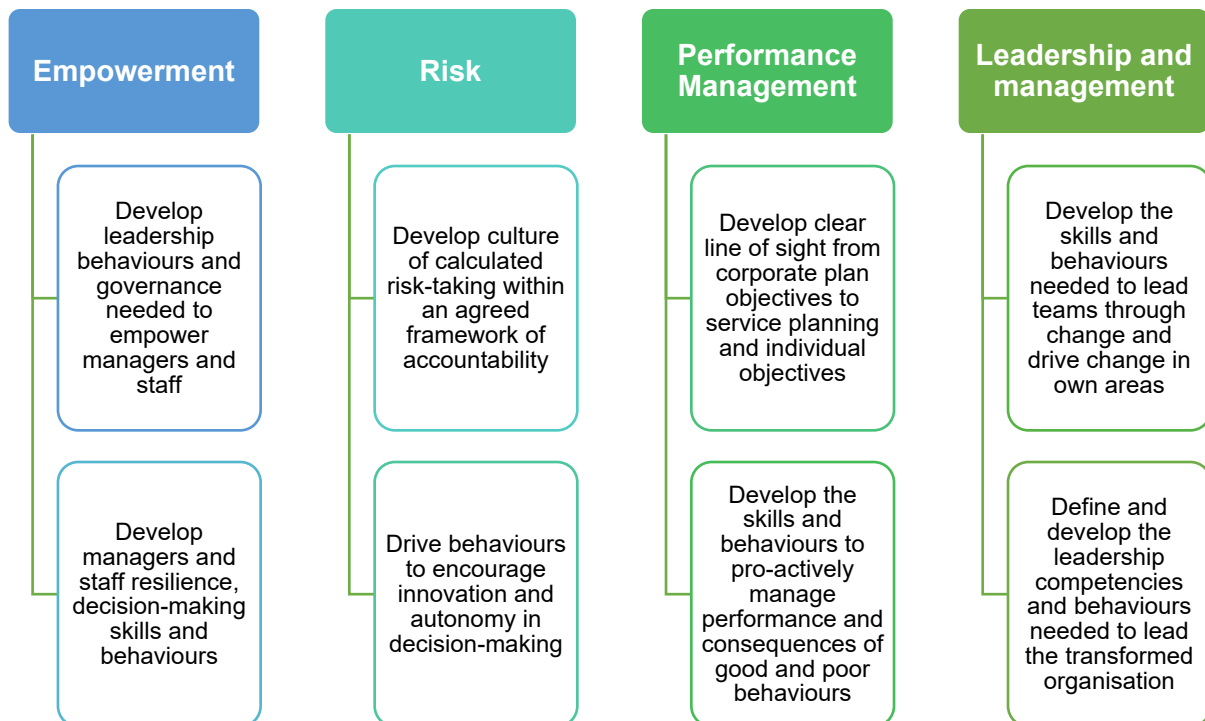 Empowerment
Develop
leadership
behaviours and
governance
needed to
empower
managers and
staff
Develop
managers and
staff resilience,
decision-making
skills and
behaviours
Risk
Develop culture
of calculated
risk-taking within
an agreed
framework of
accountability
Drive behaviours
to encourage
innovation and
autonomy in
decision-making
Performance
Management
Develop clear
line of sight from
corporate plan
objectives to
service planning
and individual
objectives
Develop the
skills and
behaviours to
pro-actively
manage
performance and
consequences of
good and poor
behaviours
Leadership and
management
Develop the
skills and
behaviours
needed to lead
teams through
change and
drive change in
own areas
Define and
develop the
leadership
competencies
and behaviours
needed to lead
the transformed
organisation